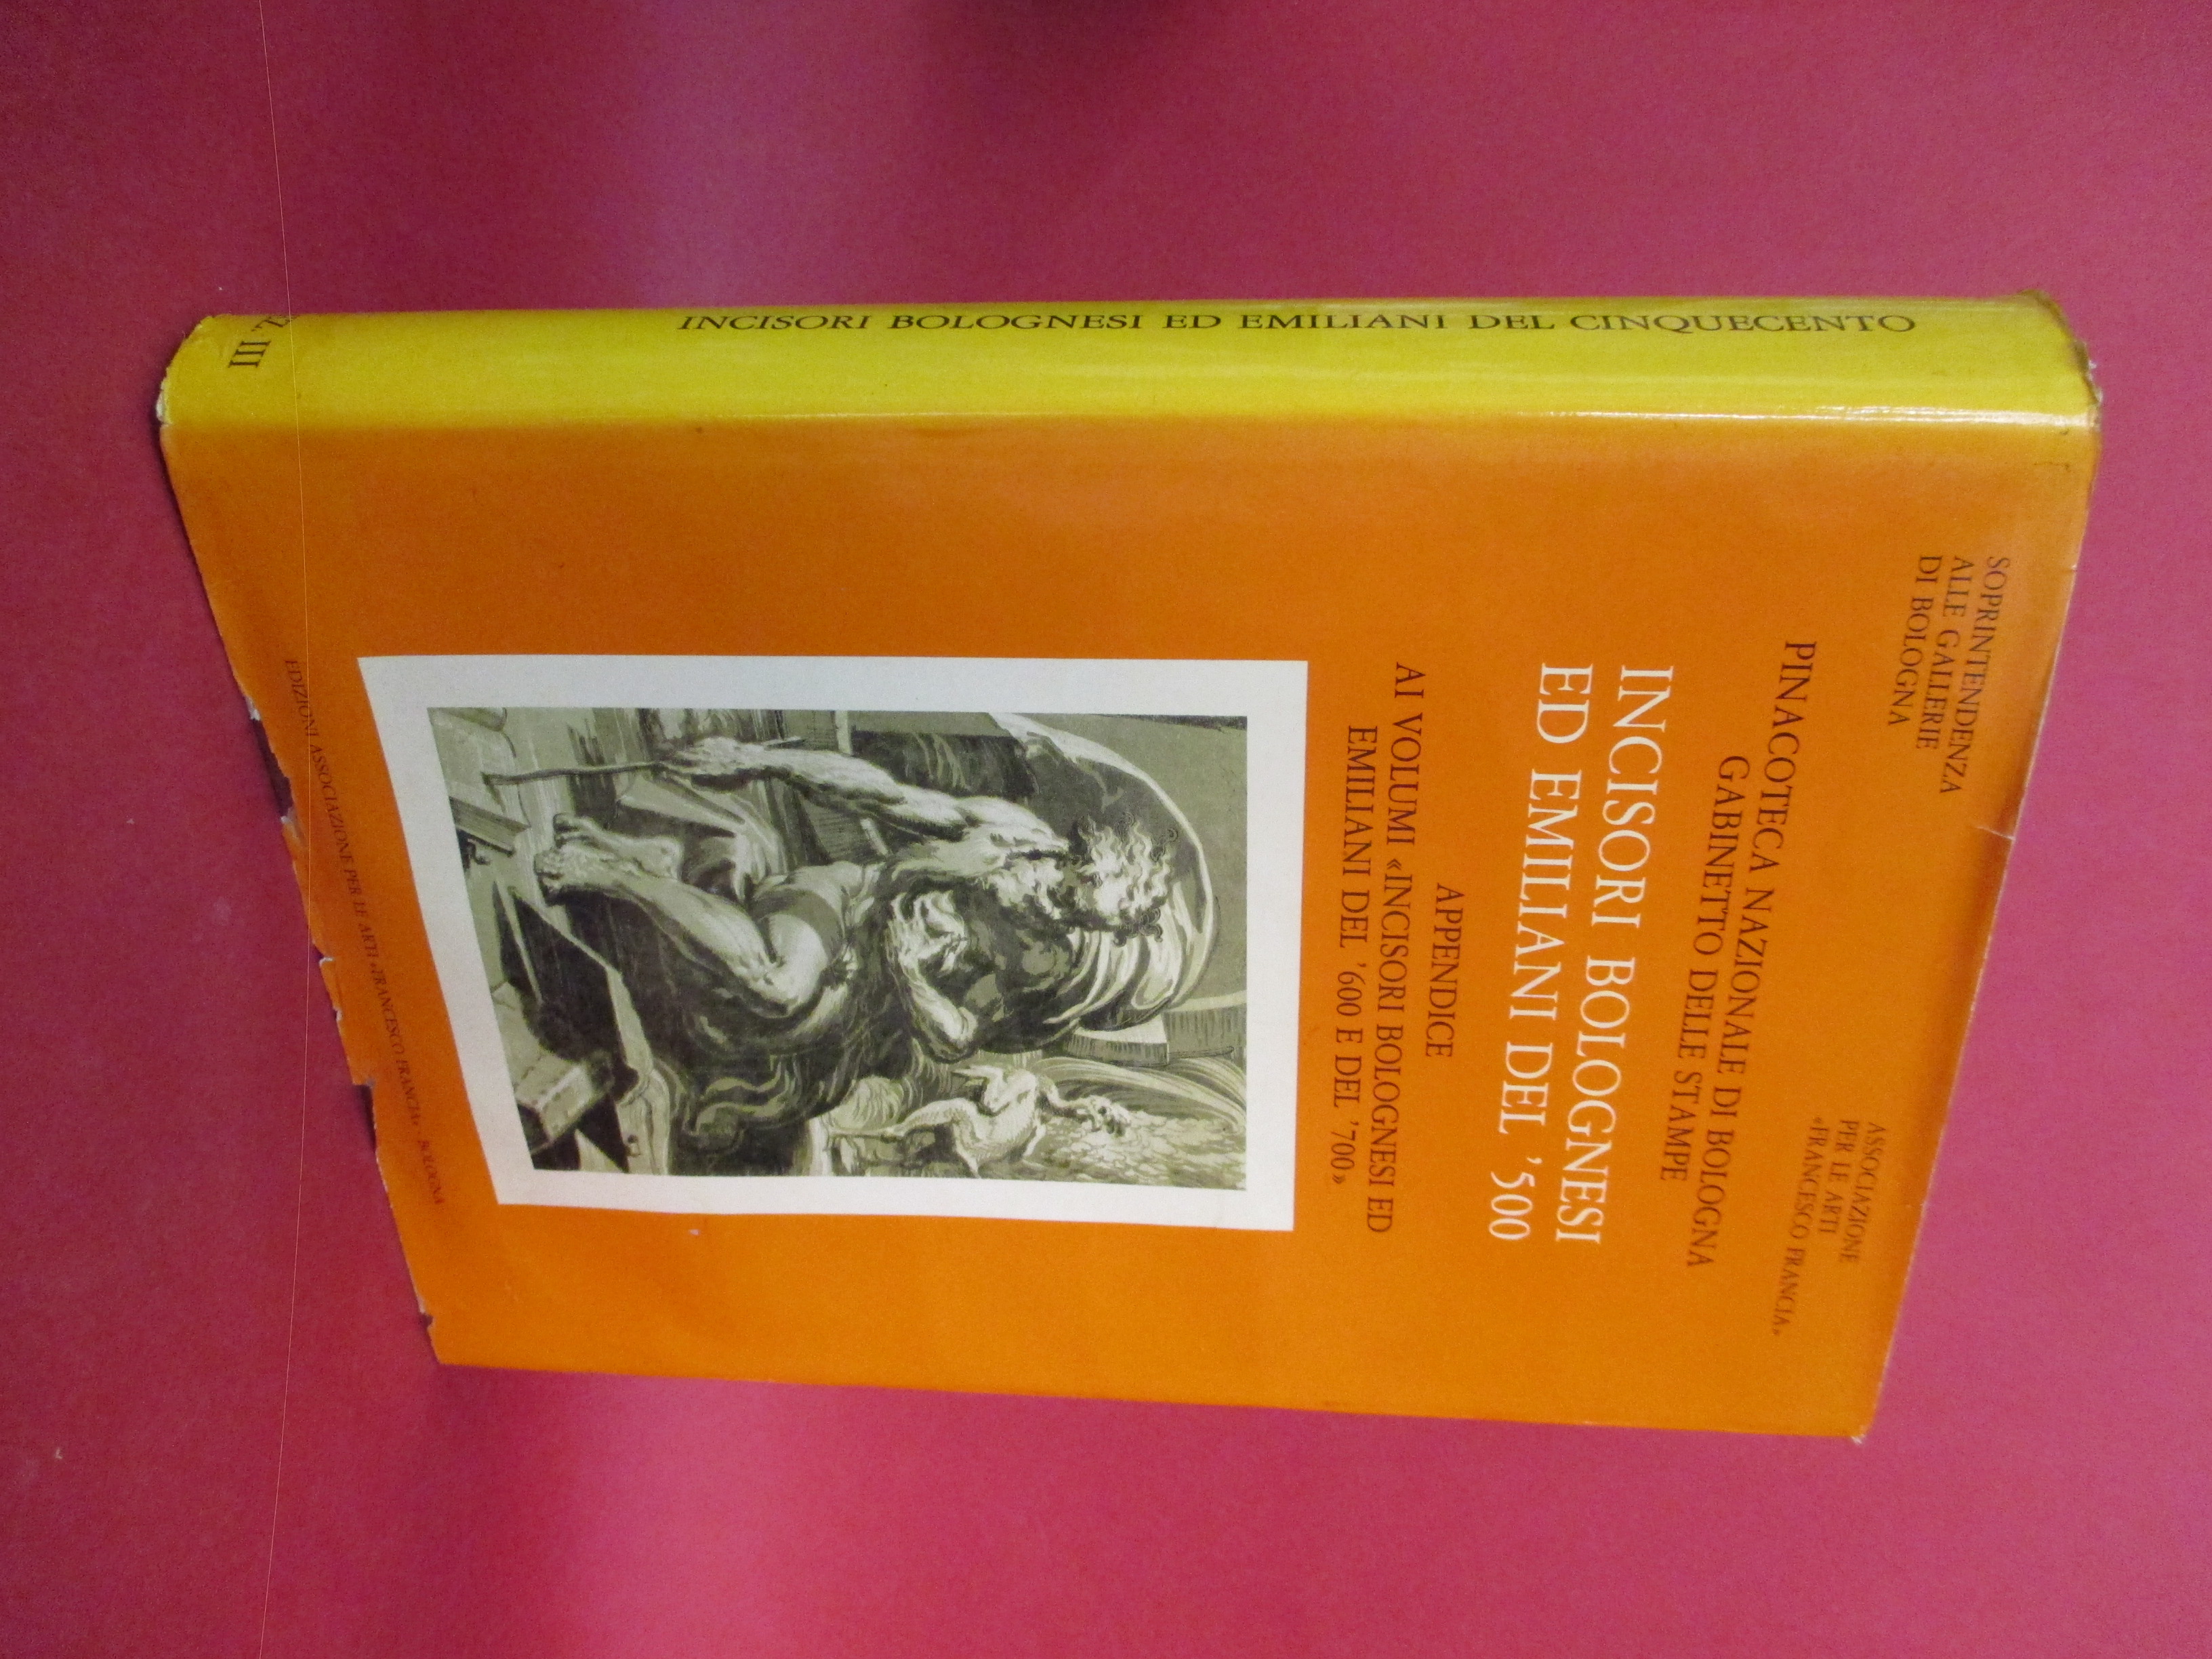 INCISORI BOLOGNESI ED EMILIANI DEL CINQUECENTO
III
SOPRINTENDENZA
ALLE GALLERIE
DI BOLOGNA
ASSOCIAZIONE
PER LE ARTI
«FRANCESCO FRANCIA»
PINACOTECA NAZIONALE DI BOLOGNA
GABINETTO DELLE STAMPE
INCISORI BOLOGNESI
ED EMILIANI DEL '500
APPENDICE
AI VOLUMI «INCISORI BOLOGNESI ED
EMILIANI DEL '600 E DEL '700»
EDIZIONI ASSOCIAZIONE PER LE ARTI «FRANCESCO FRANCIA» - BOLOGNA